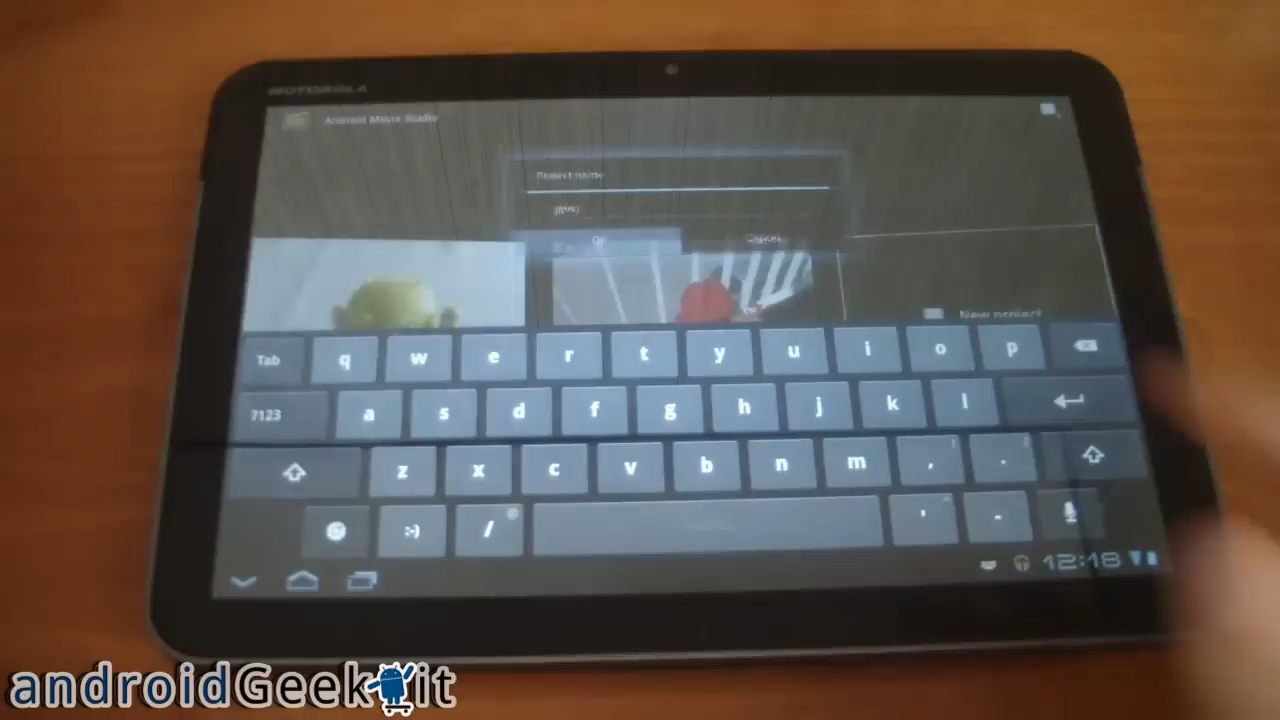 MOTOROLA
Android Movie Studio
Project name
OK Cancel
New project
Tab q w e r t y u i o p
?123 a s d f g h j k l
z x c v b n m , .
:-) / @ ' -
12:18
androidGeek it